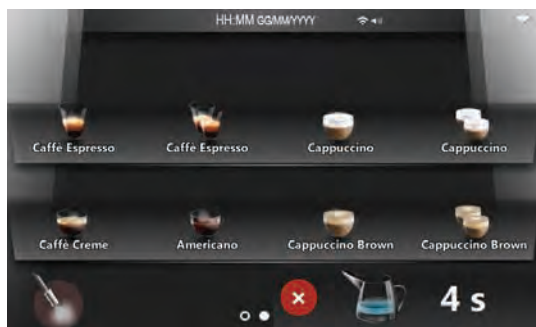 HH:MM GG/MM/YYYY
Caffè Espresso Caffè Espresso Cappuccino Cappuccino
Caffè Creme Americano Cappuccino Brown Cappuccino Brown
4 s